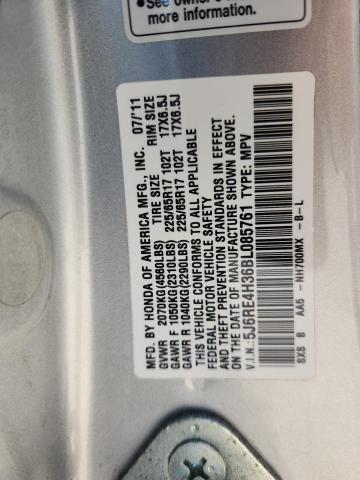 •See owner's
more information.
MFD. BY HONDA OF AMERICA MFG., INC. 07/'11
TIRE SIZE RIM SIZE
GVWR 2070KG(4560LBS)
GAWR F 1050KG(2310LBS) 225/65R17 102T 17X6.5J
GAWR R 1040KG(2290LBS) 225/65R17 102T 17X6.5J
THIS VEHICLE CONFORMS TO ALL APPLICABLE
FEDERAL MOTOR VEHICLE SAFETY
AND THEFT PREVENTION STANDARDS IN EFFECT
ON THE DATE OF MANUFACTURE SHOWN ABOVE.
V.I.N.:5J6RE4H36BL085761 TYPE: MPV
8X8 B AA5 -NH700MX -B-L